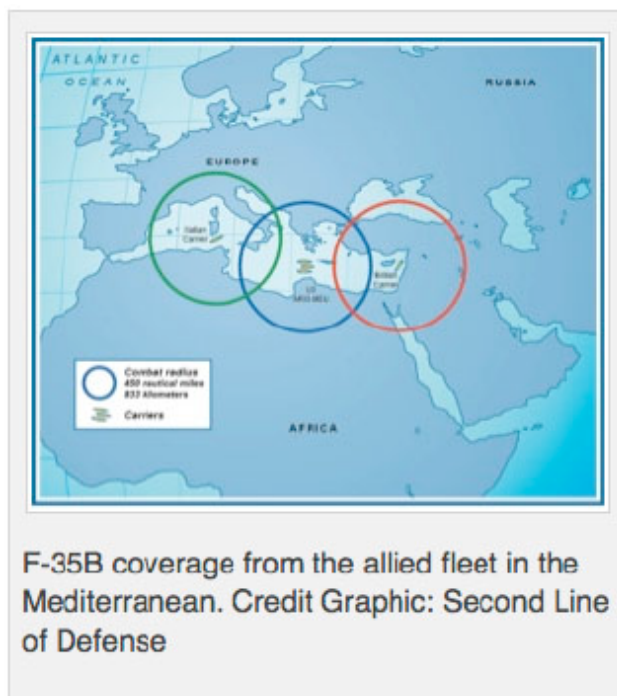 ATLANTIC
OCEAN
RUSSIA
EUROPE
Italian
Carrier
British
Carrier
US
ARG-MEU
Combat radius
450 nautical miles
833 kilometers
Carriers
AFRICA
F-35B coverage from the allied fleet in the
Mediterranean. Credit Graphic: Second Line
of Defense